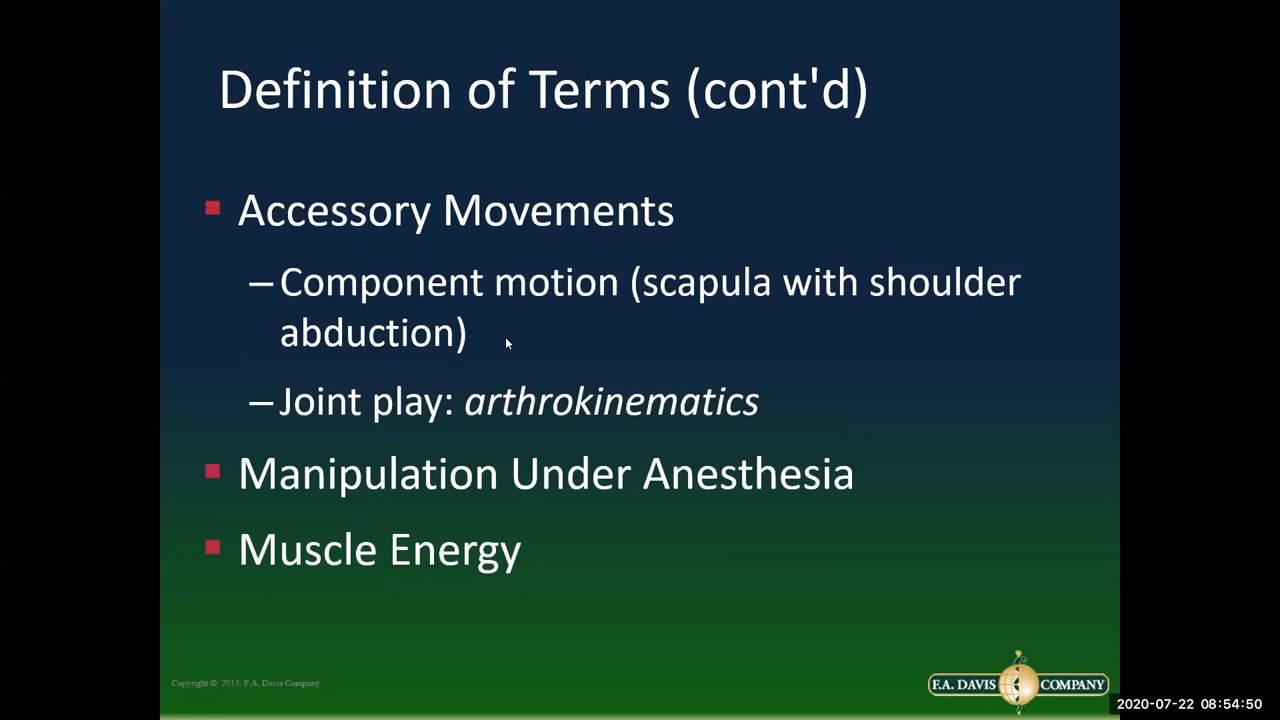 Definition of Terms (cont'd)
Accessory Movements
– Component motion (scapula with shoulder
abduction)
– Joint play: arthrokinematics
Manipulation Under Anesthesia
Muscle Energy
Copyright © 2013. F.A. Davis Company
F.A. DAVIS COMPANY
2020-07-22 08:54:50